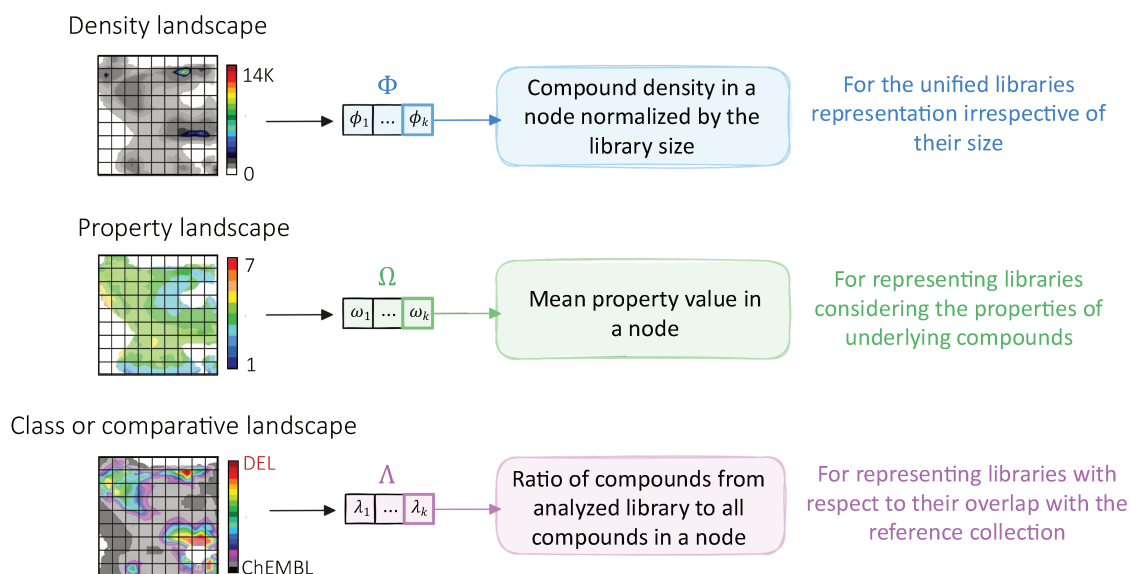 Density landscape
14K
0
Φ
ϕ1 ... ϕk
Compound density in a
node normalized by the
library size
For the unified libraries
representation irrespective of
their size
Property landscape
7
1
Ω
ω1 ... ωk
Mean property value in
a node
For representing libraries
considering the properties of
underlying compounds
Class or comparative landscape
DEL
ChEMBL
Λ
λ1 ... λk
Ratio of compounds from
analyzed library to all
compounds in a node
For representing libraries with
respect to their overlap with the
reference collection